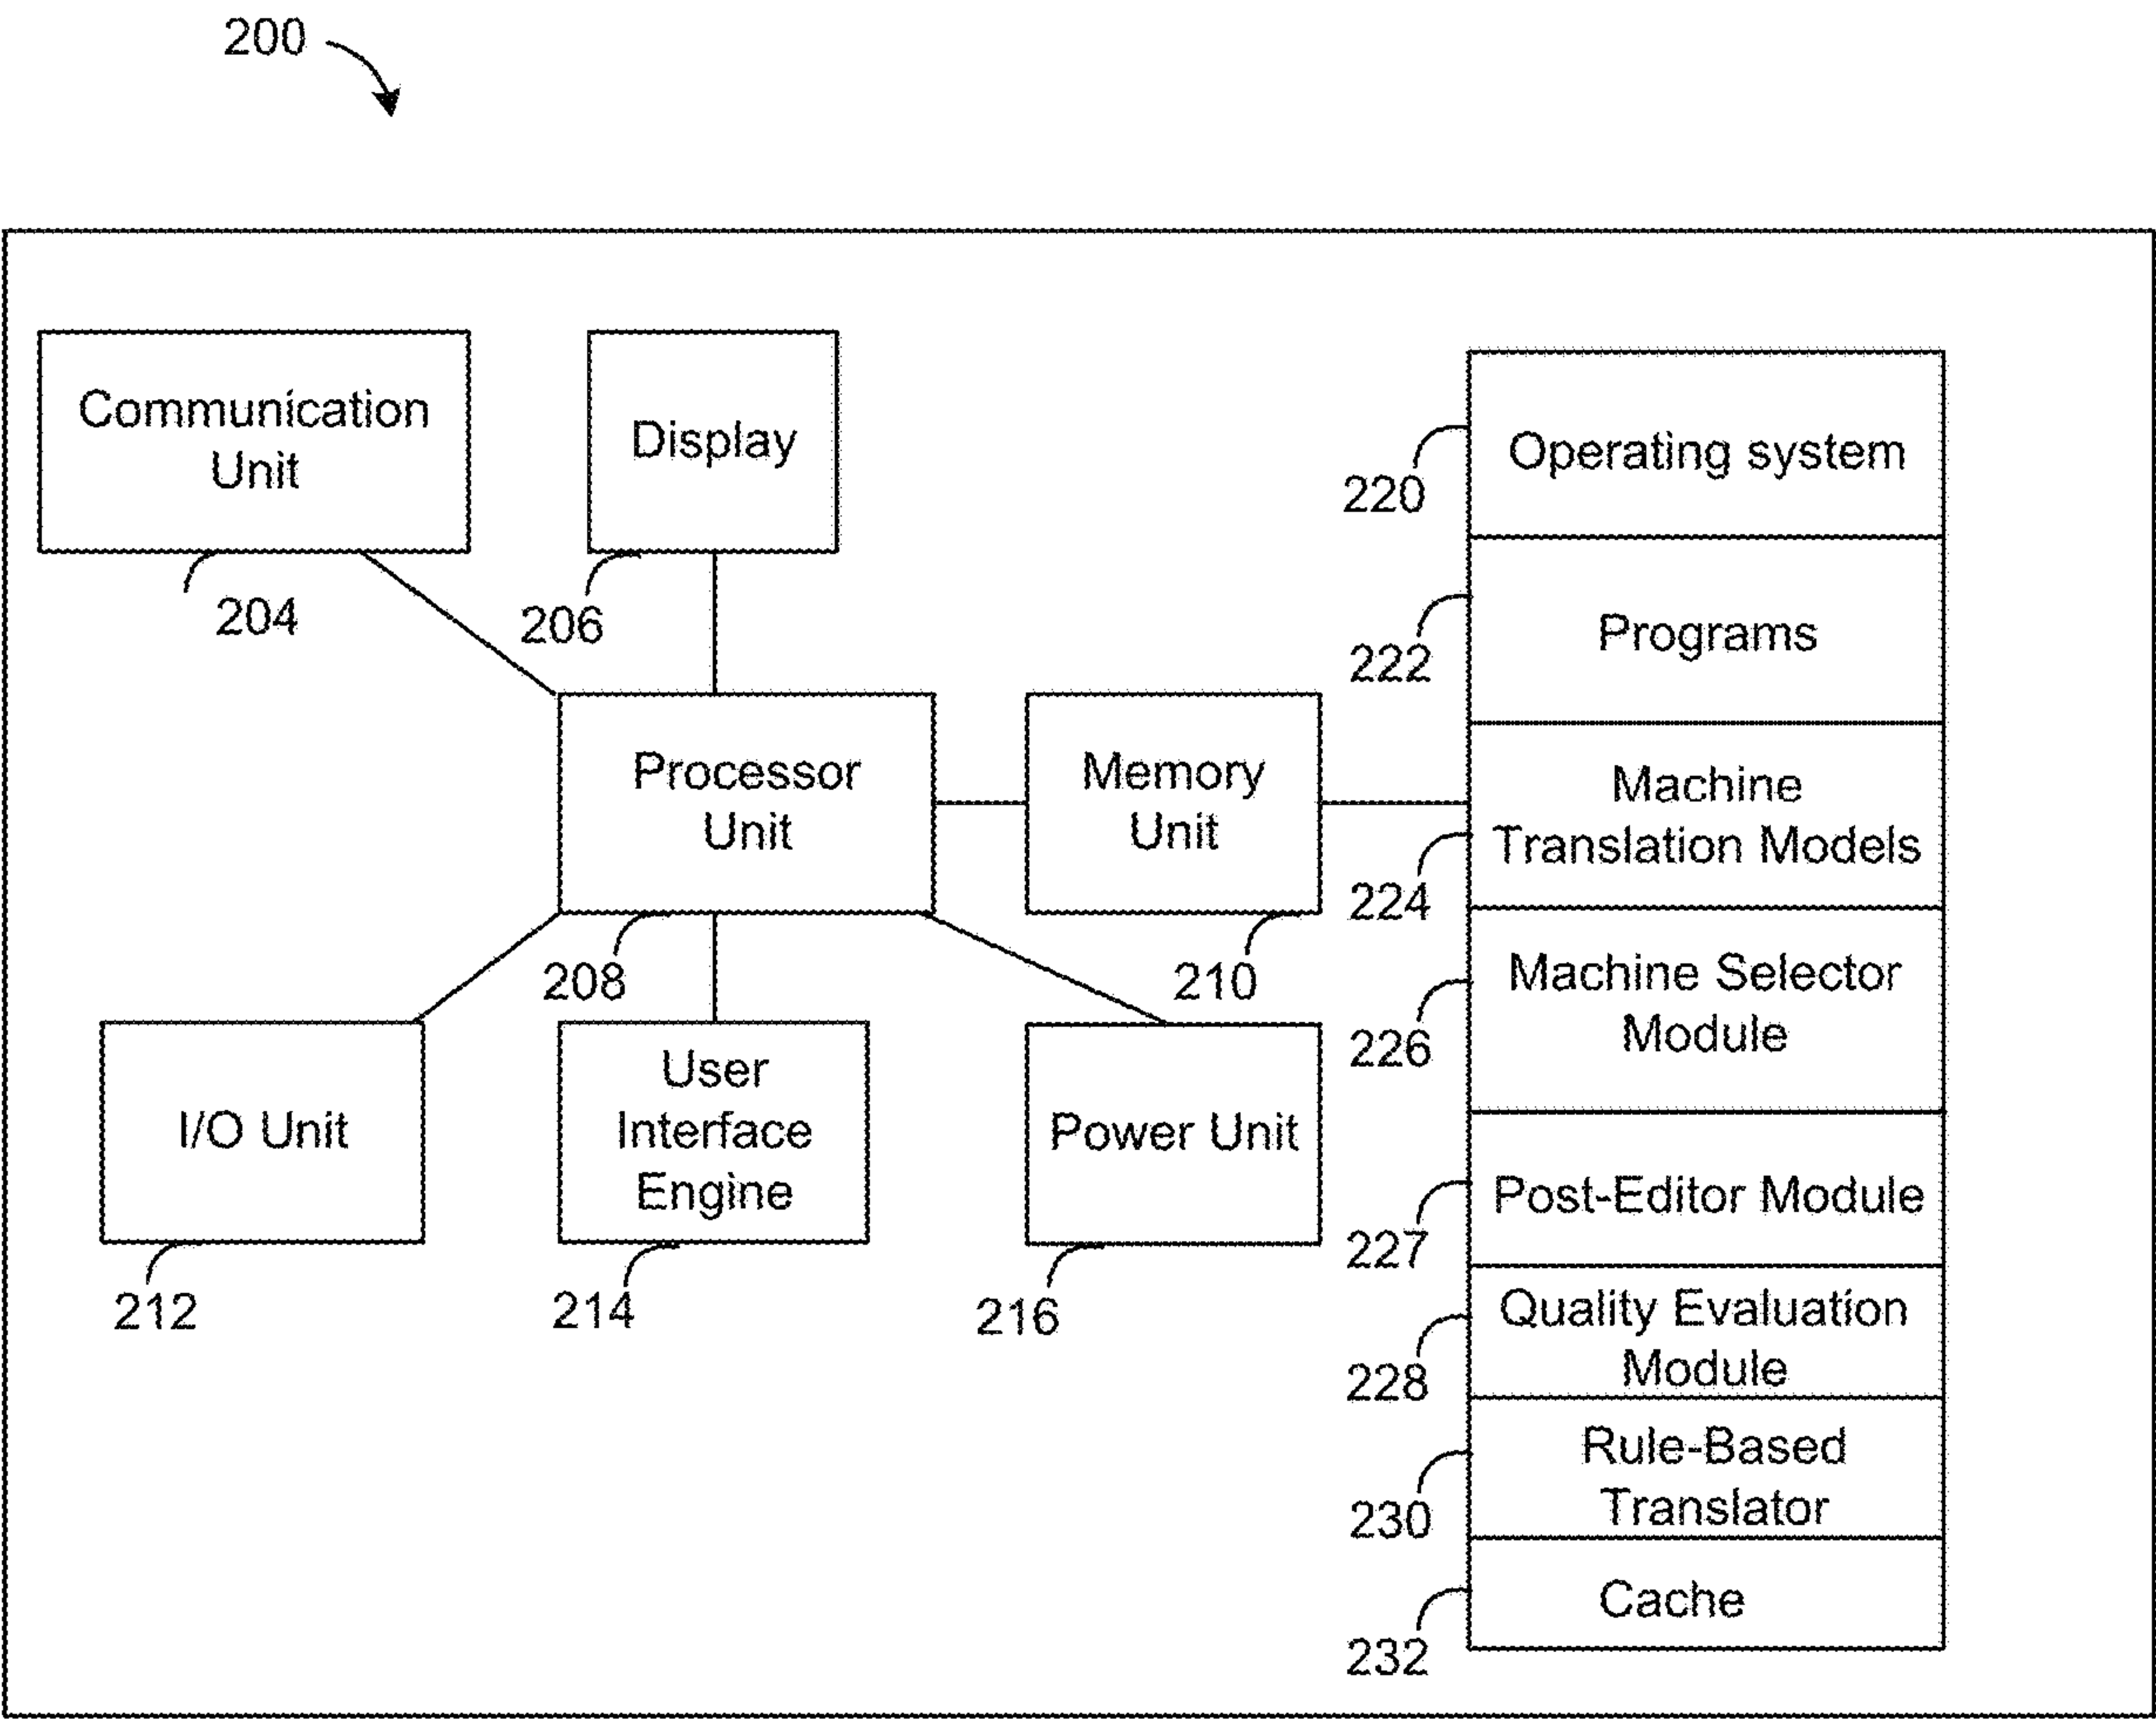 200
Communication
Unit
204
Display
206
Processor
Unit
208
Memory
Unit
210
I/O Unit
212
User
Interface
Engine
214
Power Unit
216
Operating system
220
Programs
222
Machine
Translation Models
224
Machine Selector
Module
226
Post-Editor Module
227
Quality Evaluation
Module
228
Rule-Based
Translator
230
Cache
232